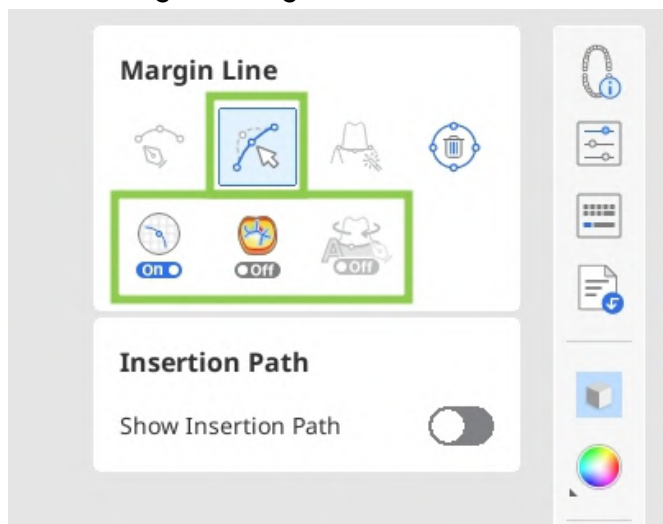 Margin Line
On
Off
Off
Insertion Path
Show Insertion Path